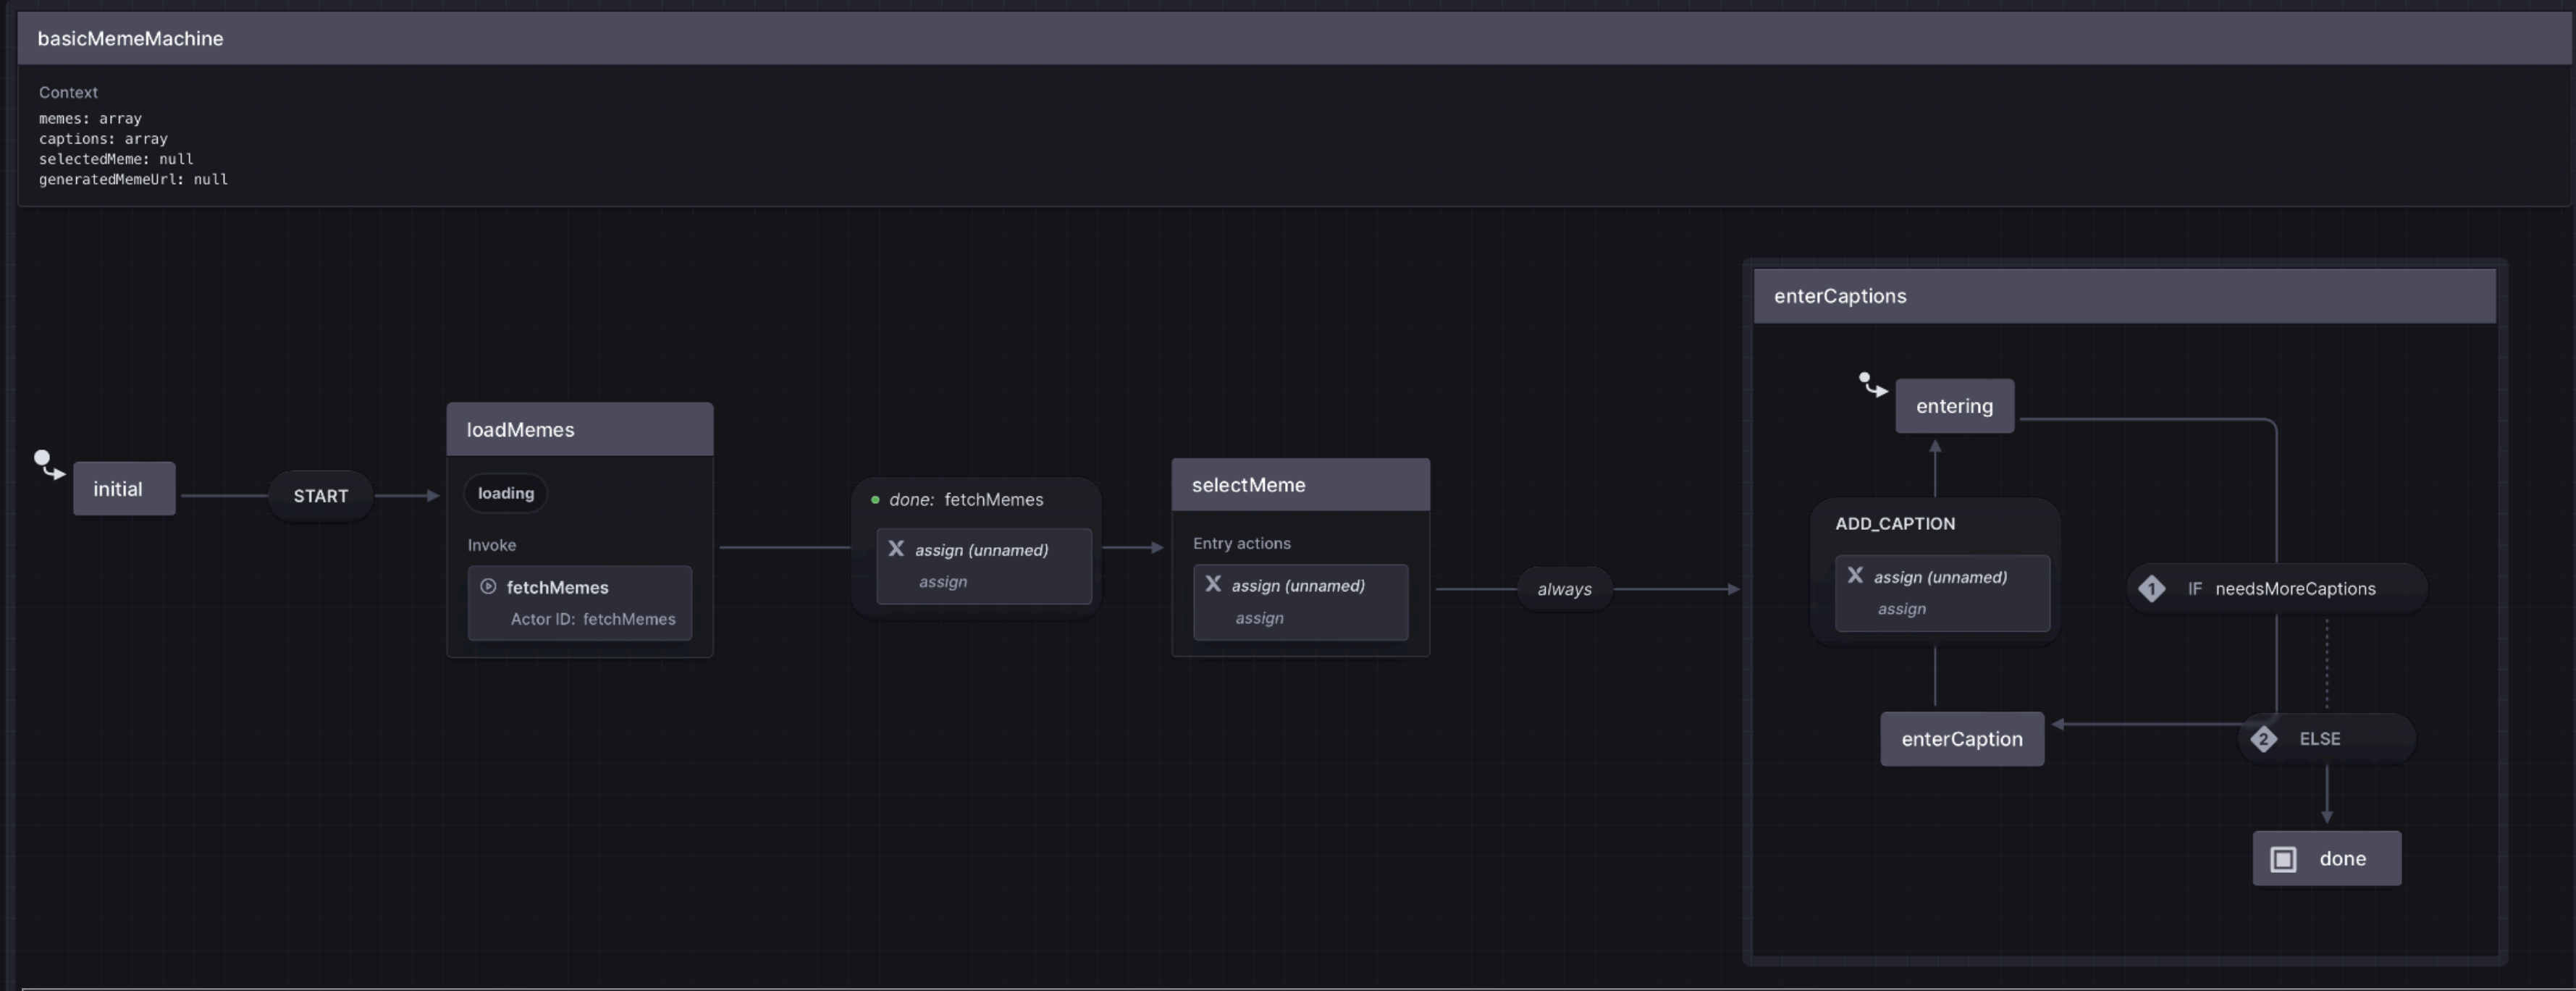 basicMemeMachine
Context
memes: array
captions: array
selectedMeme: null
generatedMemeUrl: null
initial
START
loadMemes
loading
Invoke
fetchMemes
Actor ID: fetchMemes
done: fetchMemes
assign (unnamed)
assign
selectMeme
Entry actions
assign (unnamed)
assign
always
enterCaptions
entering
ADD_CAPTION
assign (unnamed)
assign
1 IF needsMoreCaptions
enterCaption
2 ELSE
done